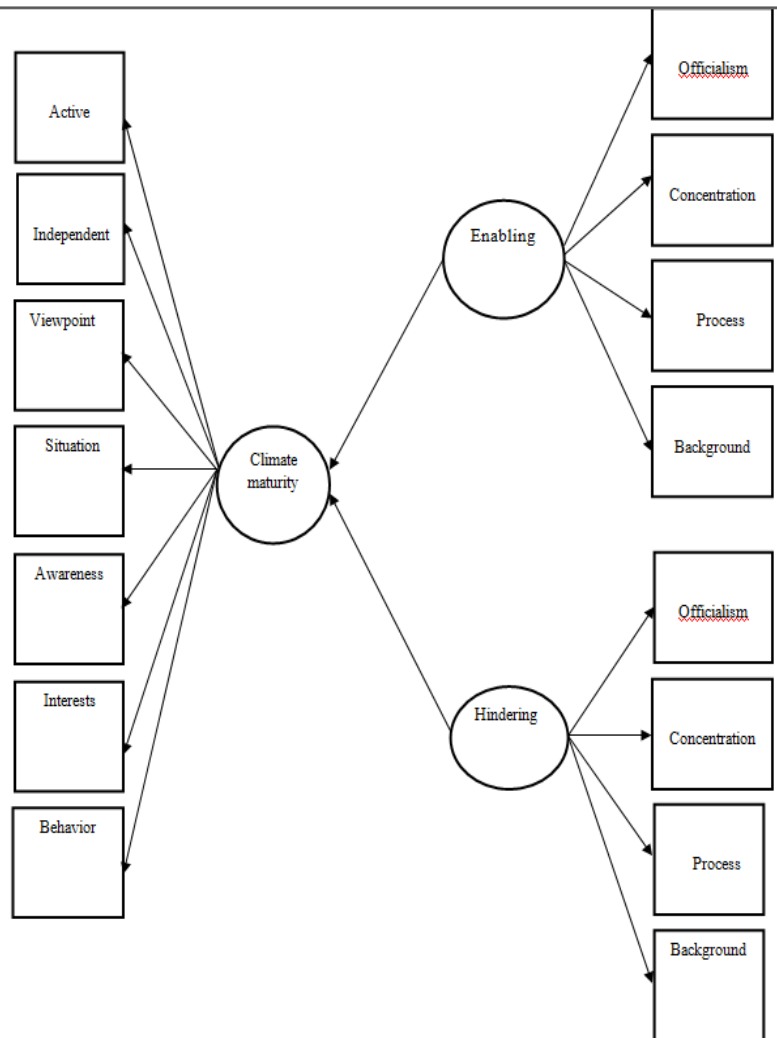 Active
Independent
Viewpoint
Situation
Awareness
Interests
Behavior
Climate
maturity
Enabling
Hindering
Officialism
Concentration
Process
Background
Officialism
Concentration
Process
Background